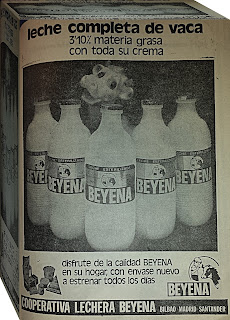 leche completa de vaca
3'10% materia grasa
con toda su crema
BEYENA
BEYENA
BEYENA
BEYENA
BEYENA
disfrute de la calidad BEYENA
en su hogar, con envase nuevo
a estrenar todos los días
BEYENA
COOPERATIVA LECHERA BEYENA BILBAO MADRID SANTANDER